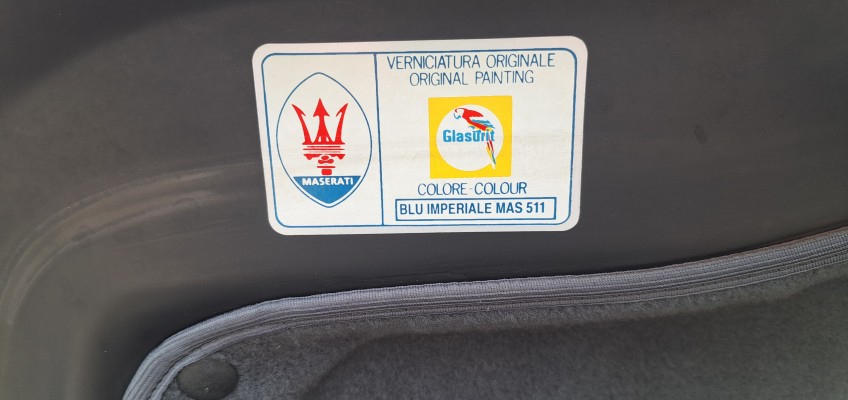 VERNICIATURA ORIGINALE
ORIGINAL PAINTING
Glasurit
MASERATI
COLORE-COLOUR
BLU IMPERIALE MAS 511